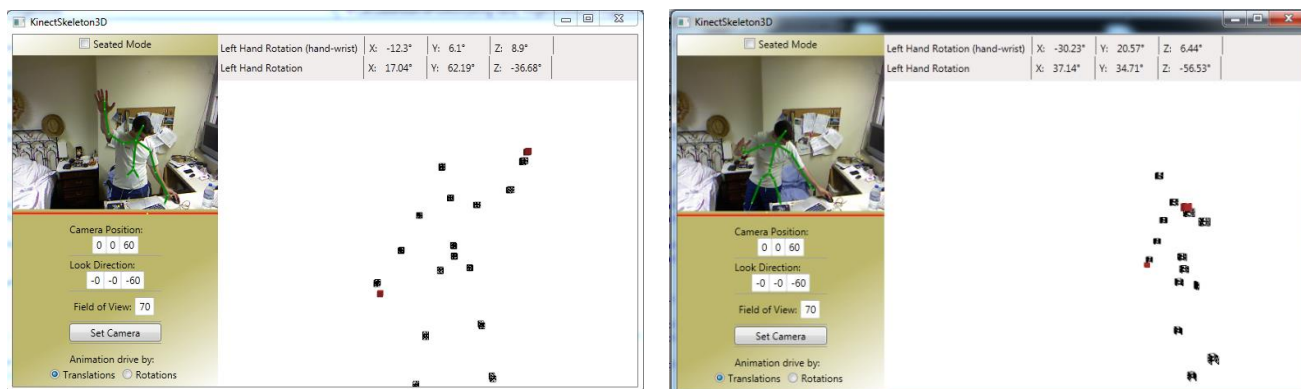 KinectSkeleton3D
Seated Mode
Left Hand Rotation (hand-wrist) X: -12.3° Y: 6.1° Z: 8.9°
Left Hand Rotation X: 17.04° Y: 62.19° Z: -36.68°
Camera Position:
0 0 60
Look Direction:
-0 -0 -60
Field of View: 70
Set Camera
Animation drive by:
Translations Rotations
KinectSkeleton3D
Seated Mode
Left Hand Rotation (hand-wrist) X: -30.23° Y: 20.57° Z: 6.44°
Left Hand Rotation X: 37.14° Y: 34.71° Z: -56.53°
Camera Position:
0 0 60
Look Direction:
-0 -0 -60
Field of View: 70
Set Camera
Animation drive by:
Translations Rotations